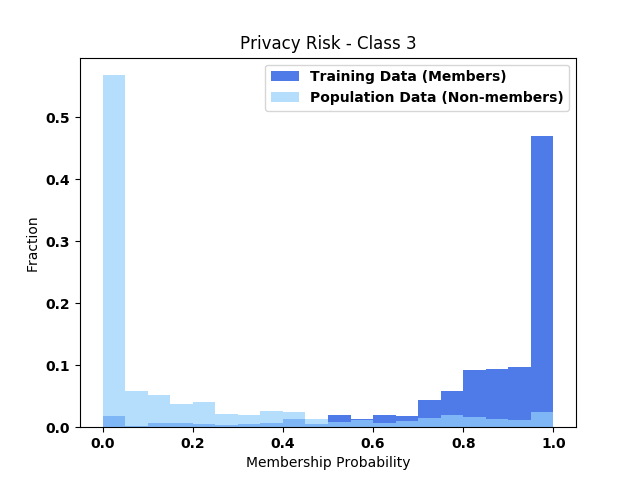 Privacy Risk - Class 3
Training Data (Members)
Population Data (Non-members)
Fraction
0.5
0.4
0.3
0.2
0.1
0.0
0.0 0.2 0.4 0.6 0.8 1.0
Membership Probability